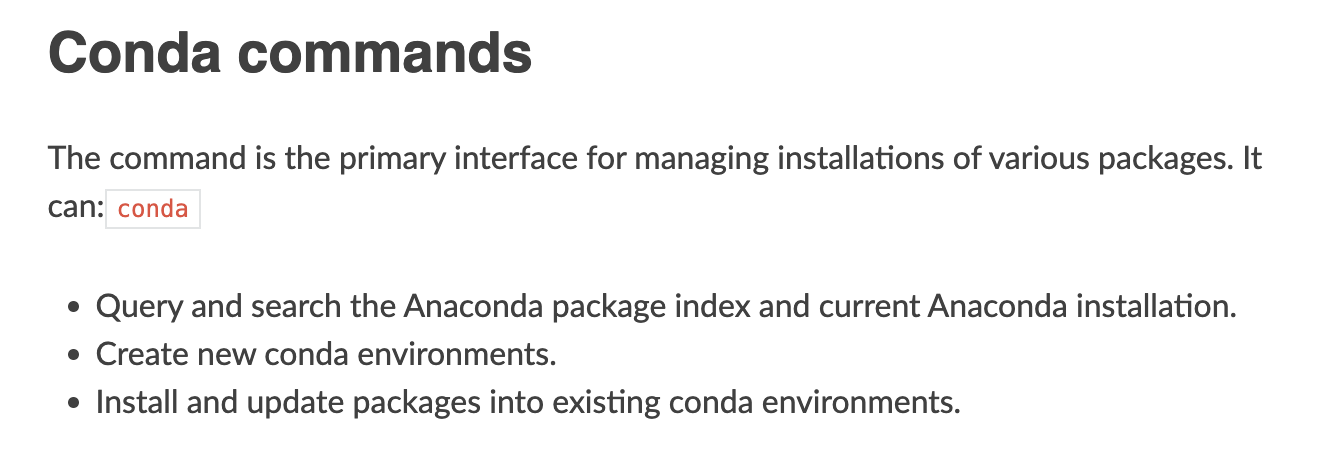 Conda commands
The command is the primary interface for managing installations of various packages. It
can: conda
• Query and search the Anaconda package index and current Anaconda installation.
• Create new conda environments.
• Install and update packages into existing conda environments.